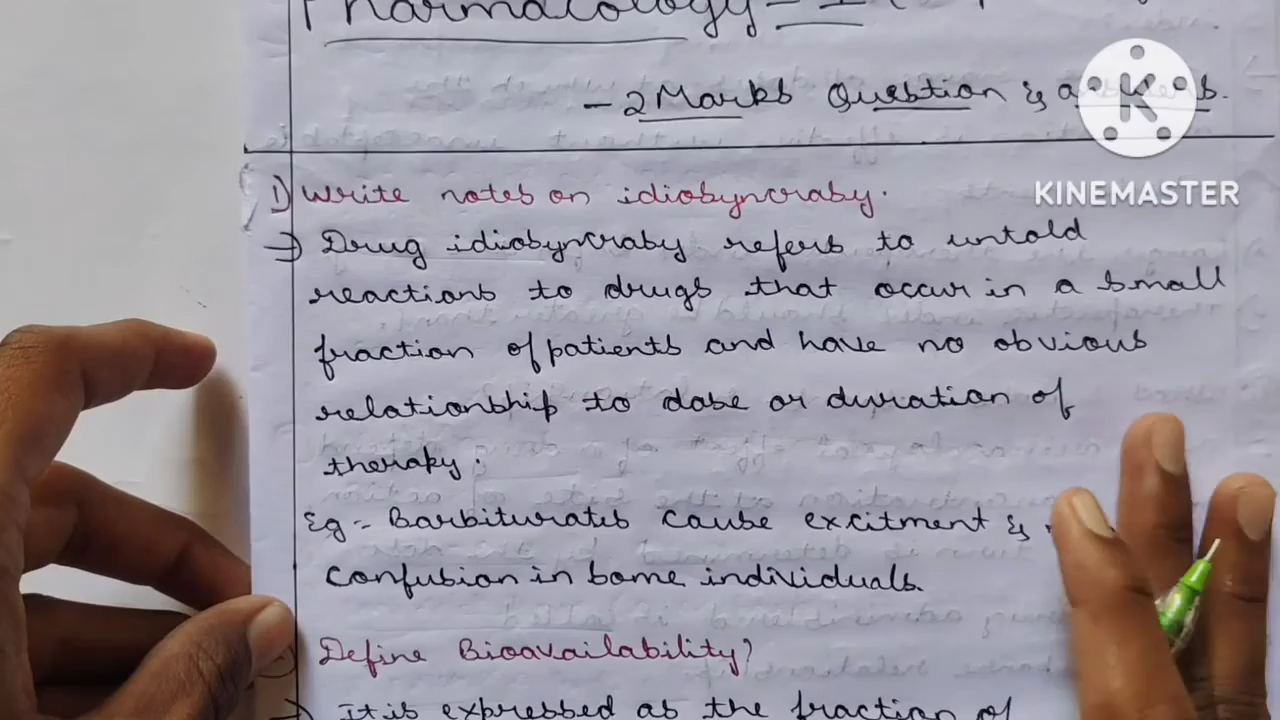 Pharmacology - I (
- 2 Marks Question &
KINEMASTER
1) Write notes on idiosyncrasy.
→ Drug idiosyncrasy refers to untold
reactions to drugs that occur in a small
fraction of patients and have no obvious
relationship to dose or duration of
therapy.
Eg :- Barbiturates cause excitment &
confusion in some individuals.
Define Bioavailability?
→ It is expressed as the fraction of